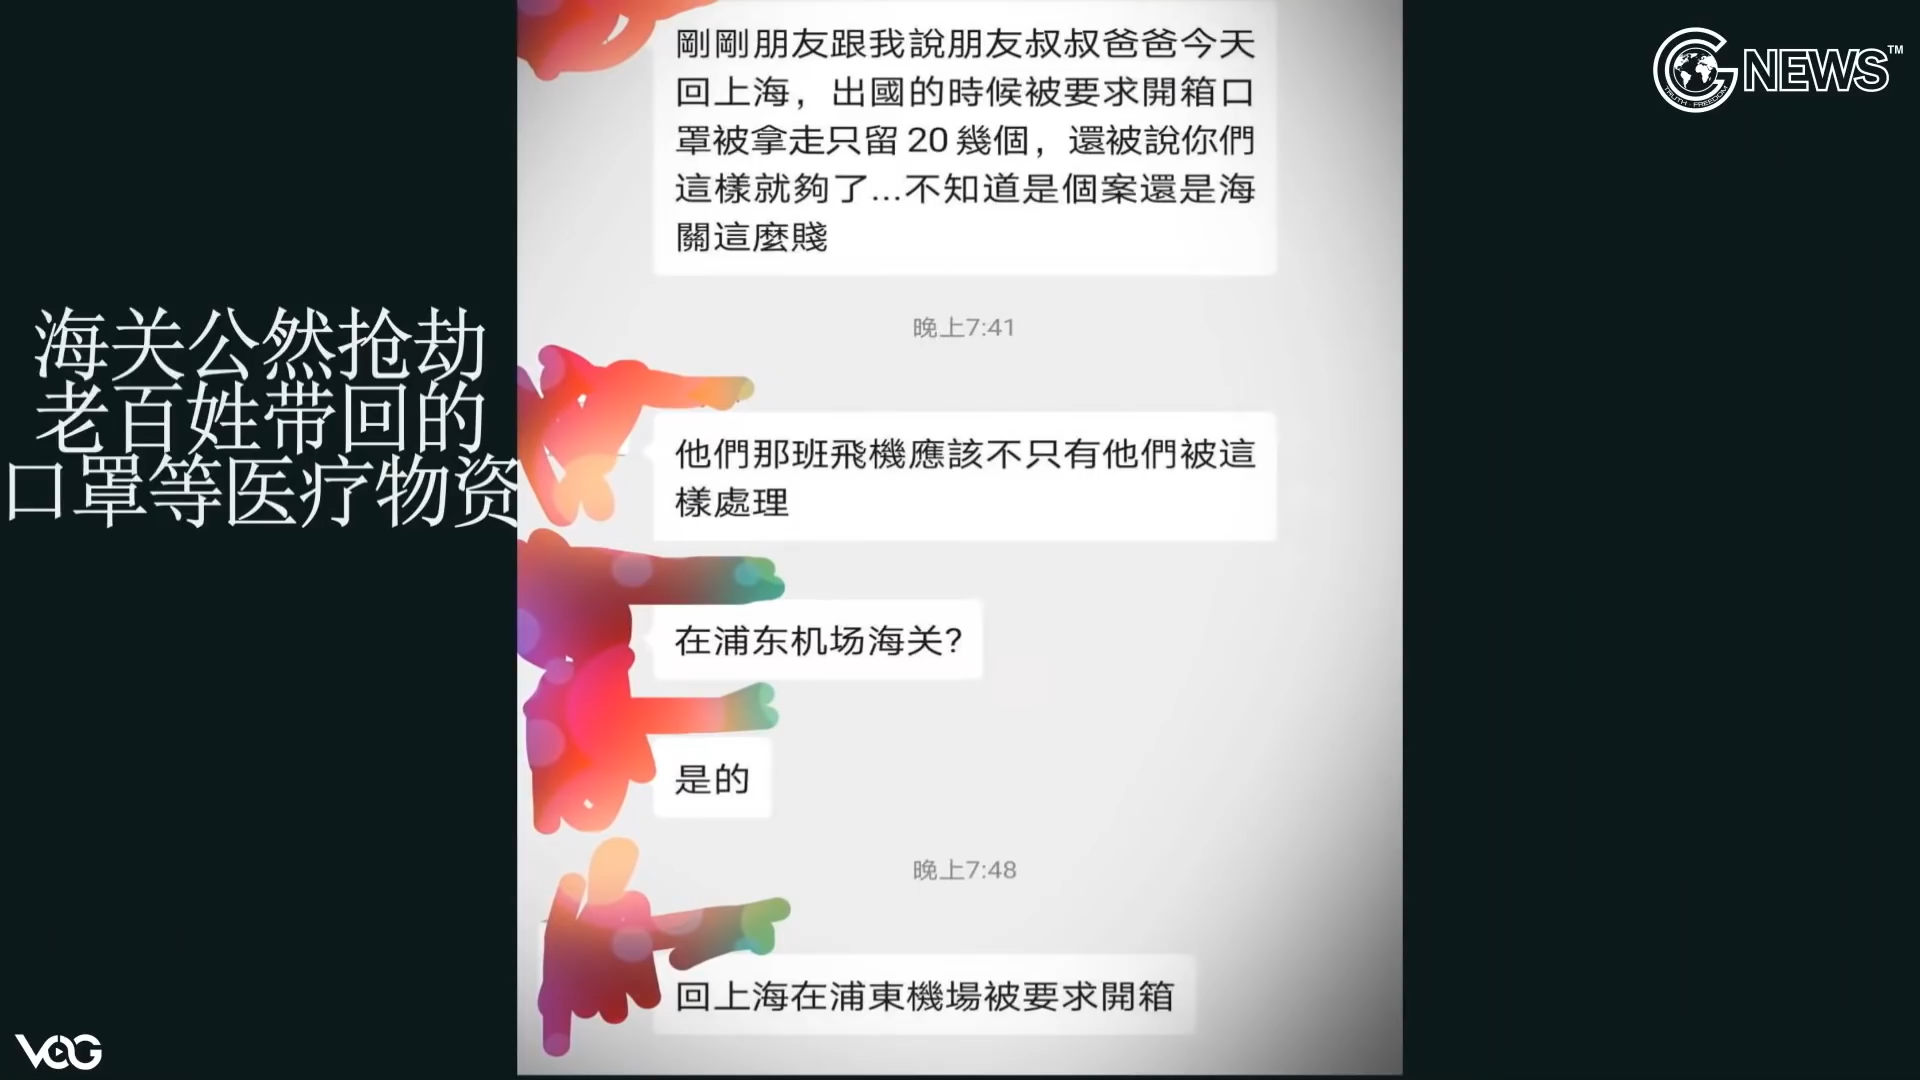 剛剛朋友跟我說朋友叔叔爸爸今天
回上海，出國的時候被要求開箱口
罩被拿走只留20幾個，還被說你們
這樣就夠了...不知道是個案還是海
關這麼賤
晚上7:41
他們那班飛機應該不只有他們被這
樣處理
在浦东机场海关?
是的
晚上7:48
回上海在浦東機場被要求開箱
海关公然抢劫
老百姓带回的
口罩等医疗物资
G NEWS™
TRUTH · FREEDOM
VOG